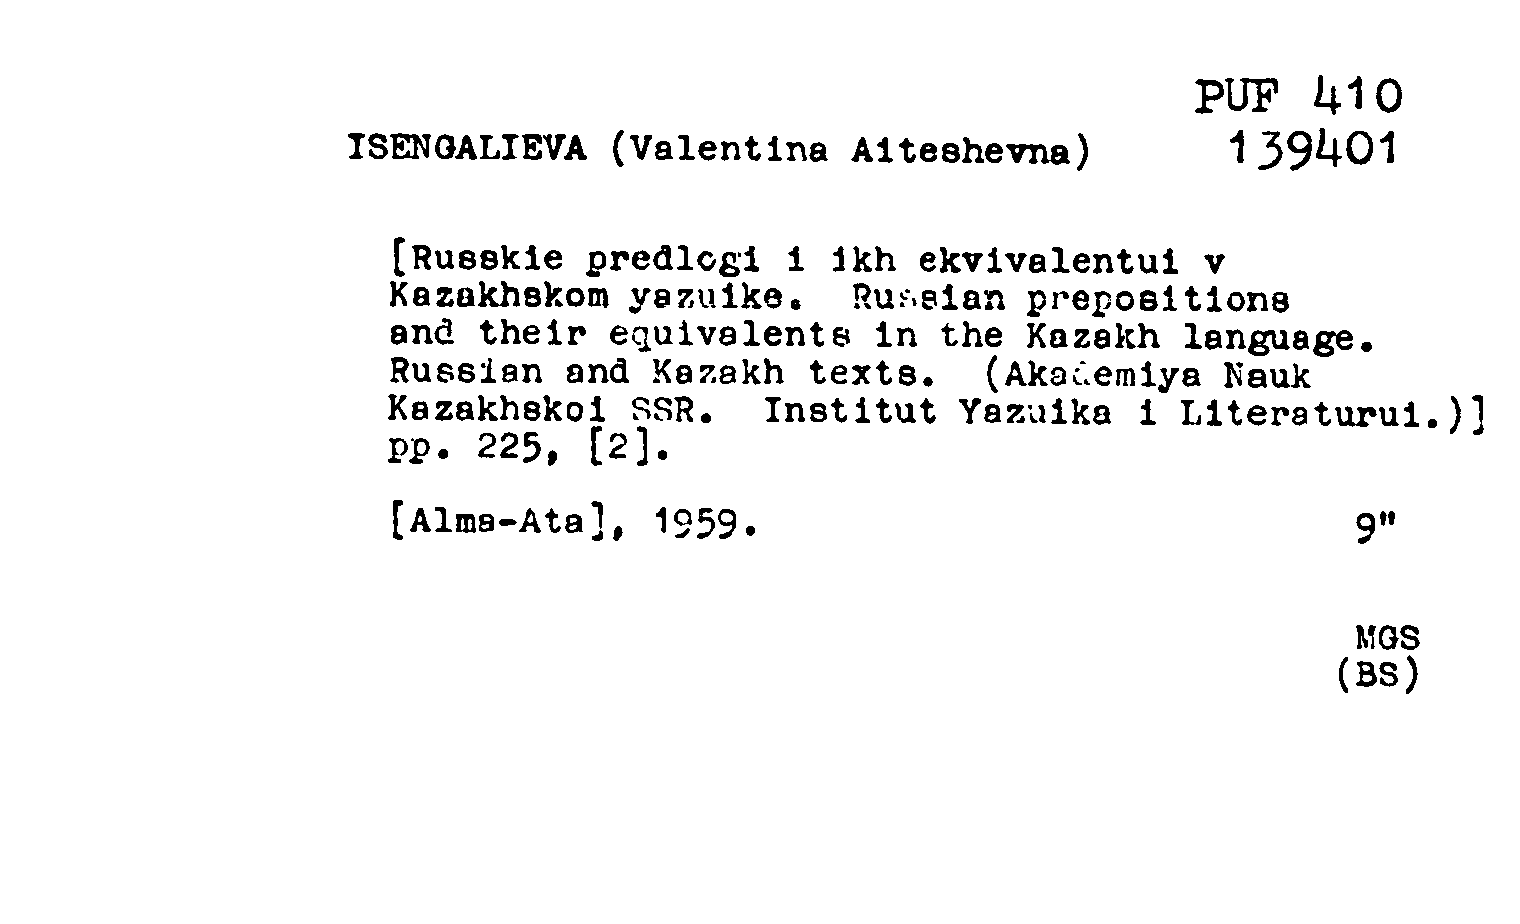 PUF 410
ISENGALIEVA (Valentina Aiteshevna) 139401
[Russkie predlogi i ikh ekvivalentui v
Kazakhskom yazuike. Russian prepositions
and their equivalents in the Kazakh language.
Russian and Kazakh texts. (Akademiya Nauk
Kazakhskoi SSR. Institut Yazuika i Literaturui.)]
pp. 225, [2].
[Alma-Ata], 1959. 9"
MGS
(BS)